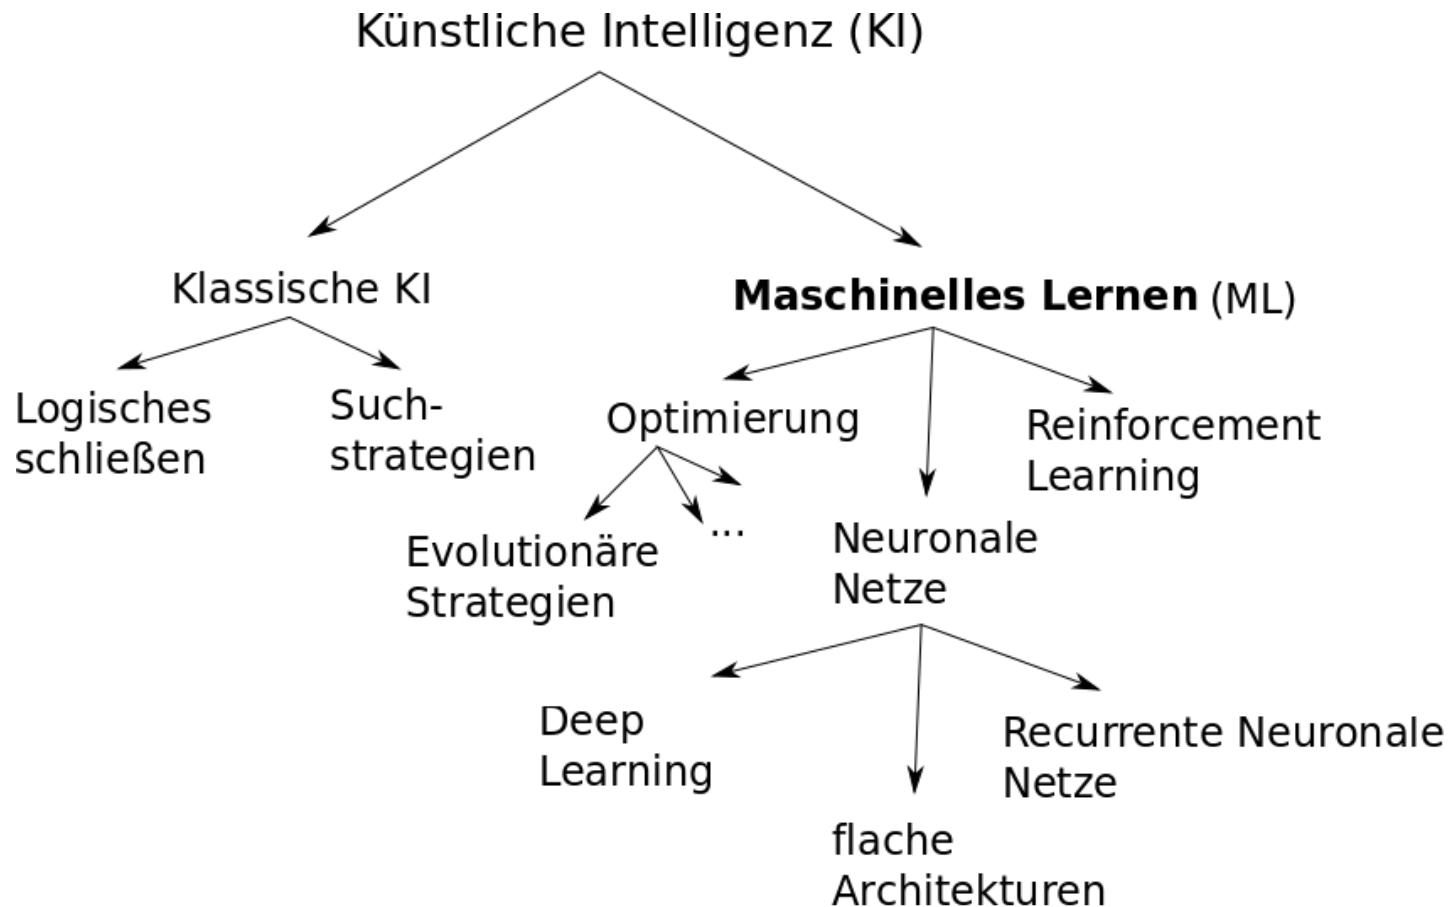 Künstliche Intelligenz (KI)
Klassische KI
Maschinelles Lernen (ML)
Logisches
schließen
Such-
strategien
Optimierung
Reinforcement
Learning
Evolutionäre
Strategien
...
Neuronale
Netze
Deep
Learning
Recurrente Neuronale
Netze
flache
Architekturen